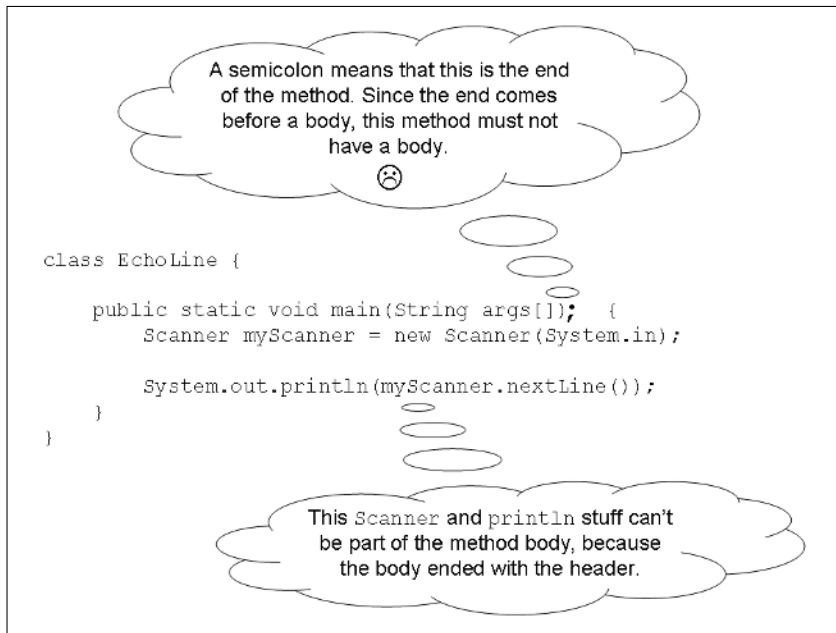 A semicolon means that this is the end
of the method. Since the end comes
before a body, this method must not
have a body.
class EchoLine {
public static void main(String args[]); {
Scanner myScanner = new Scanner(System.in);
System.out.println(myScanner.nextLine());
}
}
This Scanner and println stuff can't
be part of the method body, because
the body ended with the header.